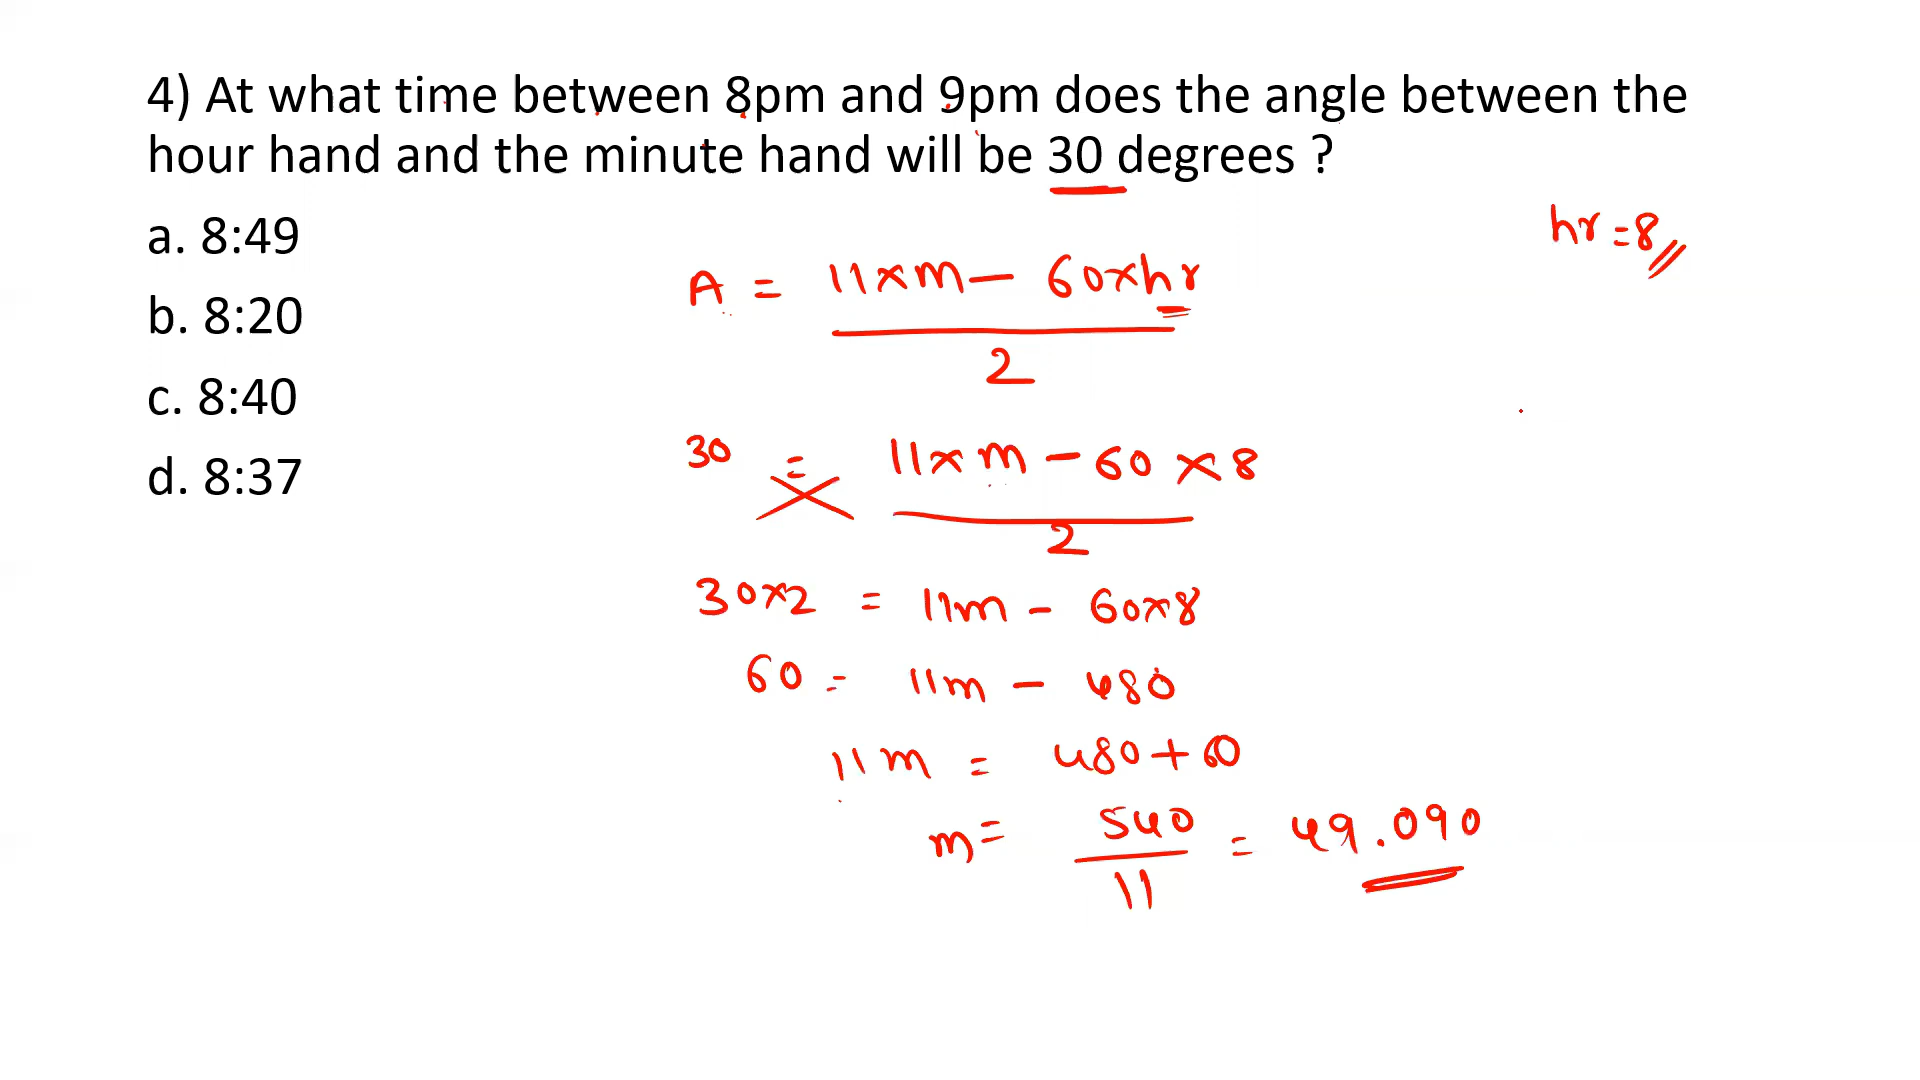 4) At what time between 8pm and 9pm does the angle between the
hour hand and the minute hand will be 30 degrees ?
a. 8:49
b. 8:20
c. 8:40
d. 8:37
hr = 8
A = 11 x m - 60 x hr
2
30 = 11 x m - 60 x 8
2
30 x 2 = 11m - 60 x 8
60 = 11m - 480
11m = 480 + 60
m = 540 = 49.090
11